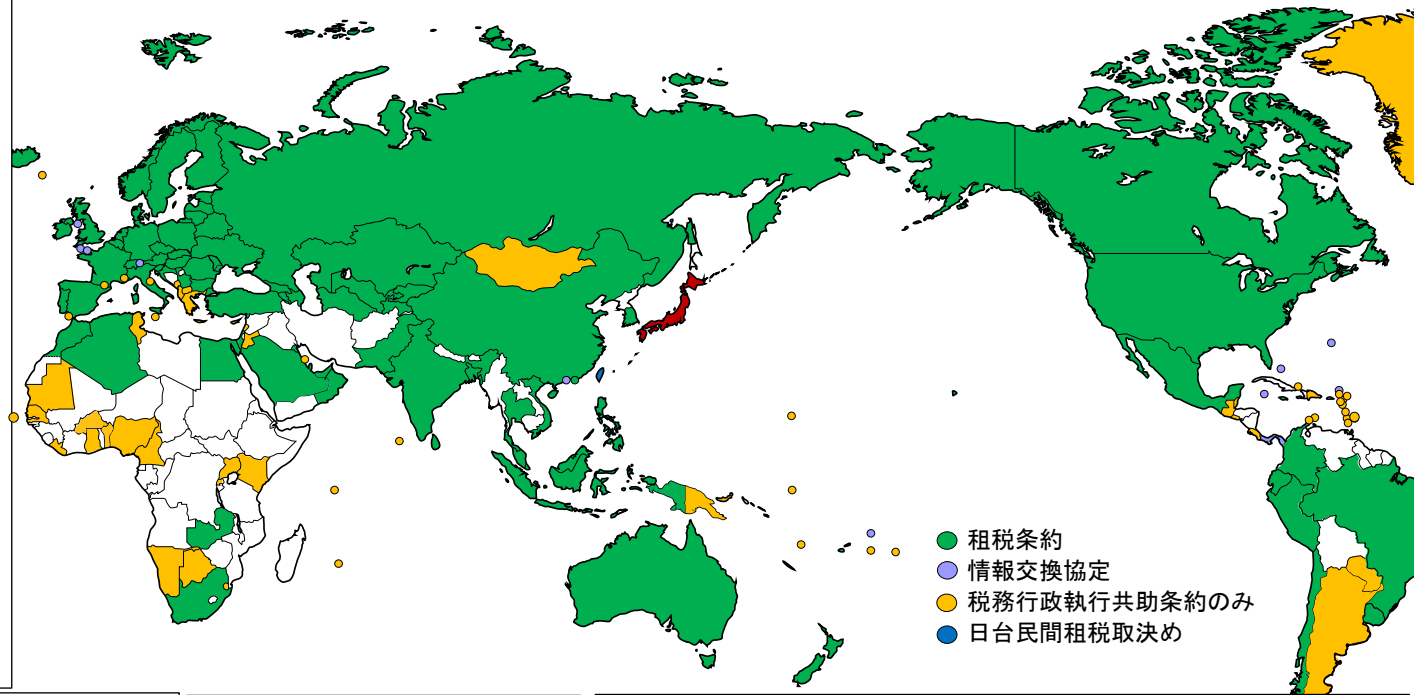 租税条約
情報交換協定
税務行政執行共助条約のみ
日台民間租税取決め